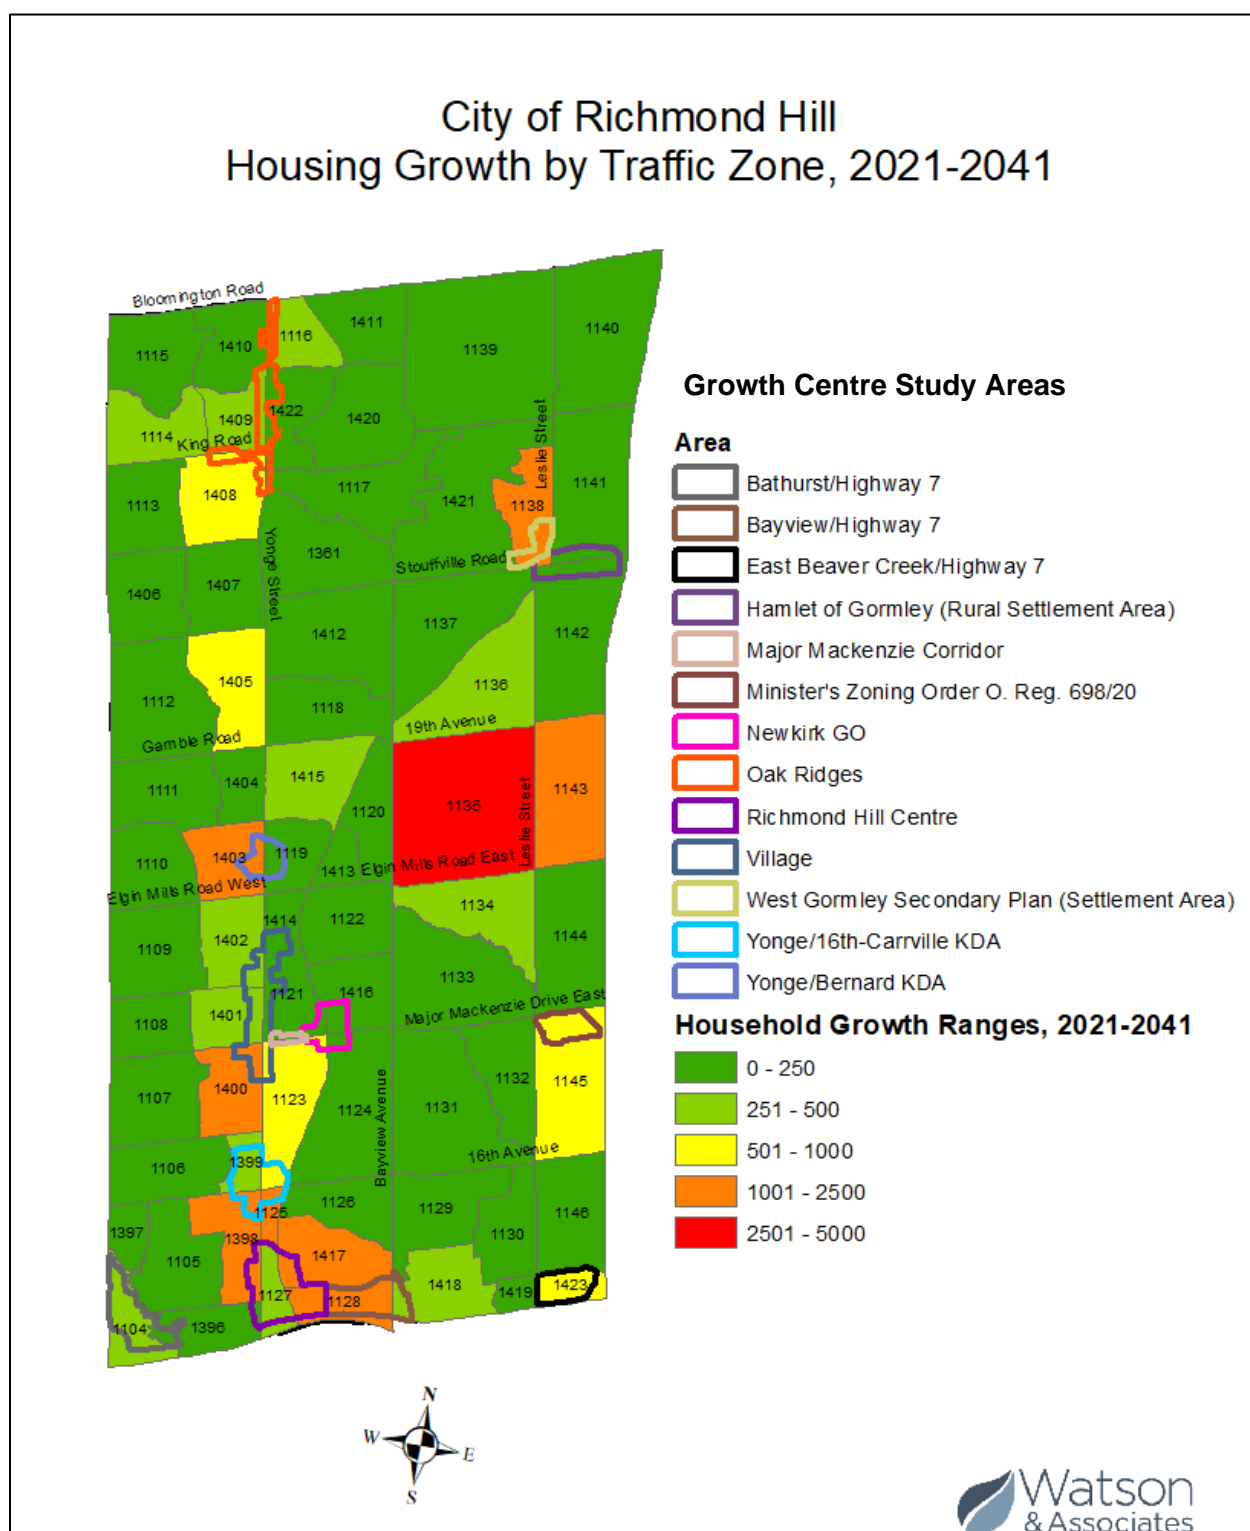 City of Richmond Hill
Housing Growth by Traffic Zone, 2021-2041
Bloomington Road
1115
1410
1116
1411
1139
1140
1114
1409
1422
1420
King Road
Leslie Street
1113
1408
1117
1421
1138
1141
Yonge Street
1361
Stouffville Road
1406
1407
1412
1137
1142
1112
1405
1118
1136
Gamble Road
19th Avenue
1111
1404
1415
1120
1135
Leslie Street
1143
1110
1403
1119
1413
Elgin Mills Road East
Elgin Mills Road West
1109
1402
1414
1122
1134
1144
1133
1108
1401
1121
1416
Major Mackenzie Drive East
1107
1400
1123
1124
Bayview Avenue
1131
1132
1145
1106
1399
16th Avenue
1397
1105
1398
1125
1126
1129
1130
1146
1417
1104
1396
1127
1128
1418
1419
1423
Growth Centre Study Areas
Area
Bathurst/Highway 7
Bayview/Highway 7
East Beaver Creek/Highway 7
Hamlet of Gormley (Rural Settlement Area)
Major Mackenzie Corridor
Minister's Zoning Order O. Reg. 698/20
Newkirk GO
Oak Ridges
Richmond Hill Centre
Village
West Gormley Secondary Plan (Settlement Area)
Yonge/16th-Carrville KDA
Yonge/Bernard KDA
Household Growth Ranges, 2021-2041
0 - 250
251 - 500
501 - 1000
1001 - 2500
2501 - 5000
N
W
E
S
Watson
& Associates